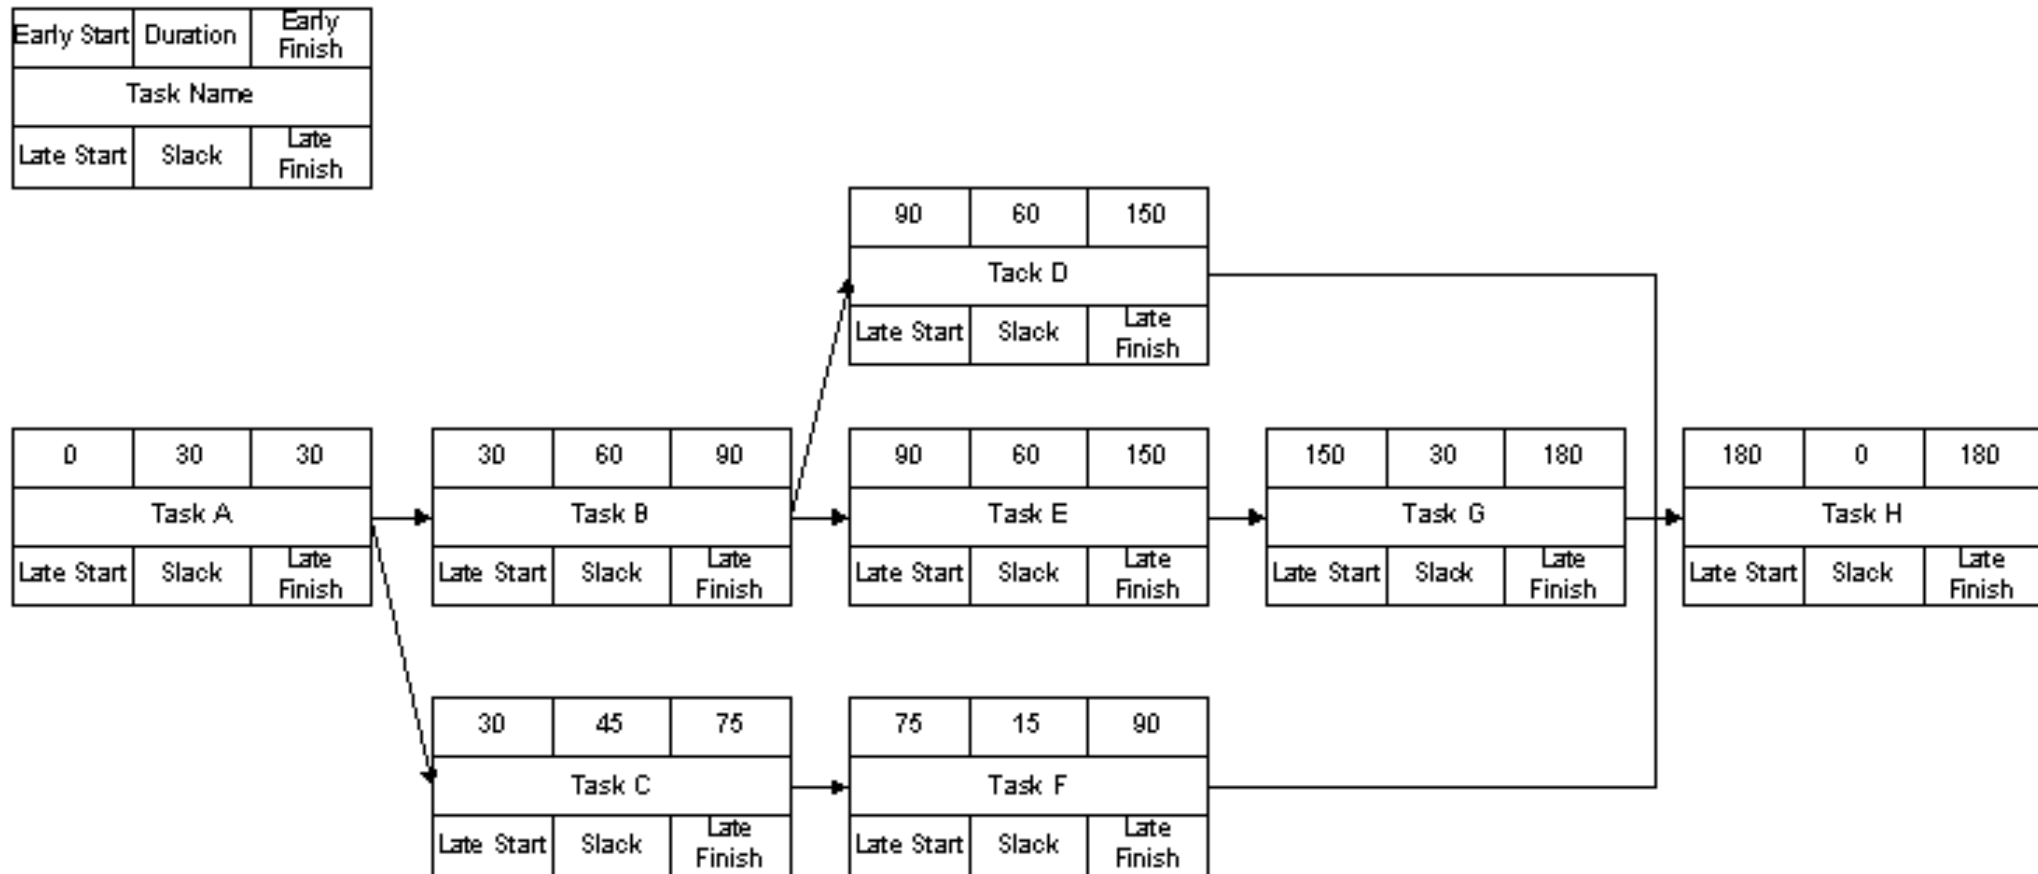 Early Start Duration Early
Finish
Task Name
Late Start Slack Late
Finish
90 60 150
Tack D
Late Start Slack Late
Finish
0 30 30
Task A
Late Start Slack Late
Finish
30 60 90
Task B
Late Start Slack Late
Finish
90 60 150
Task E
Late Start Slack Late
Finish
150 30 180
Task G
Late Start Slack Late
Finish
180 0 180
Task H
Late Start Slack Late
Finish
30 45 75
Task C
Late Start Slack Late
Finish
75 15 90
Task F
Late Start Slack Late
Finish